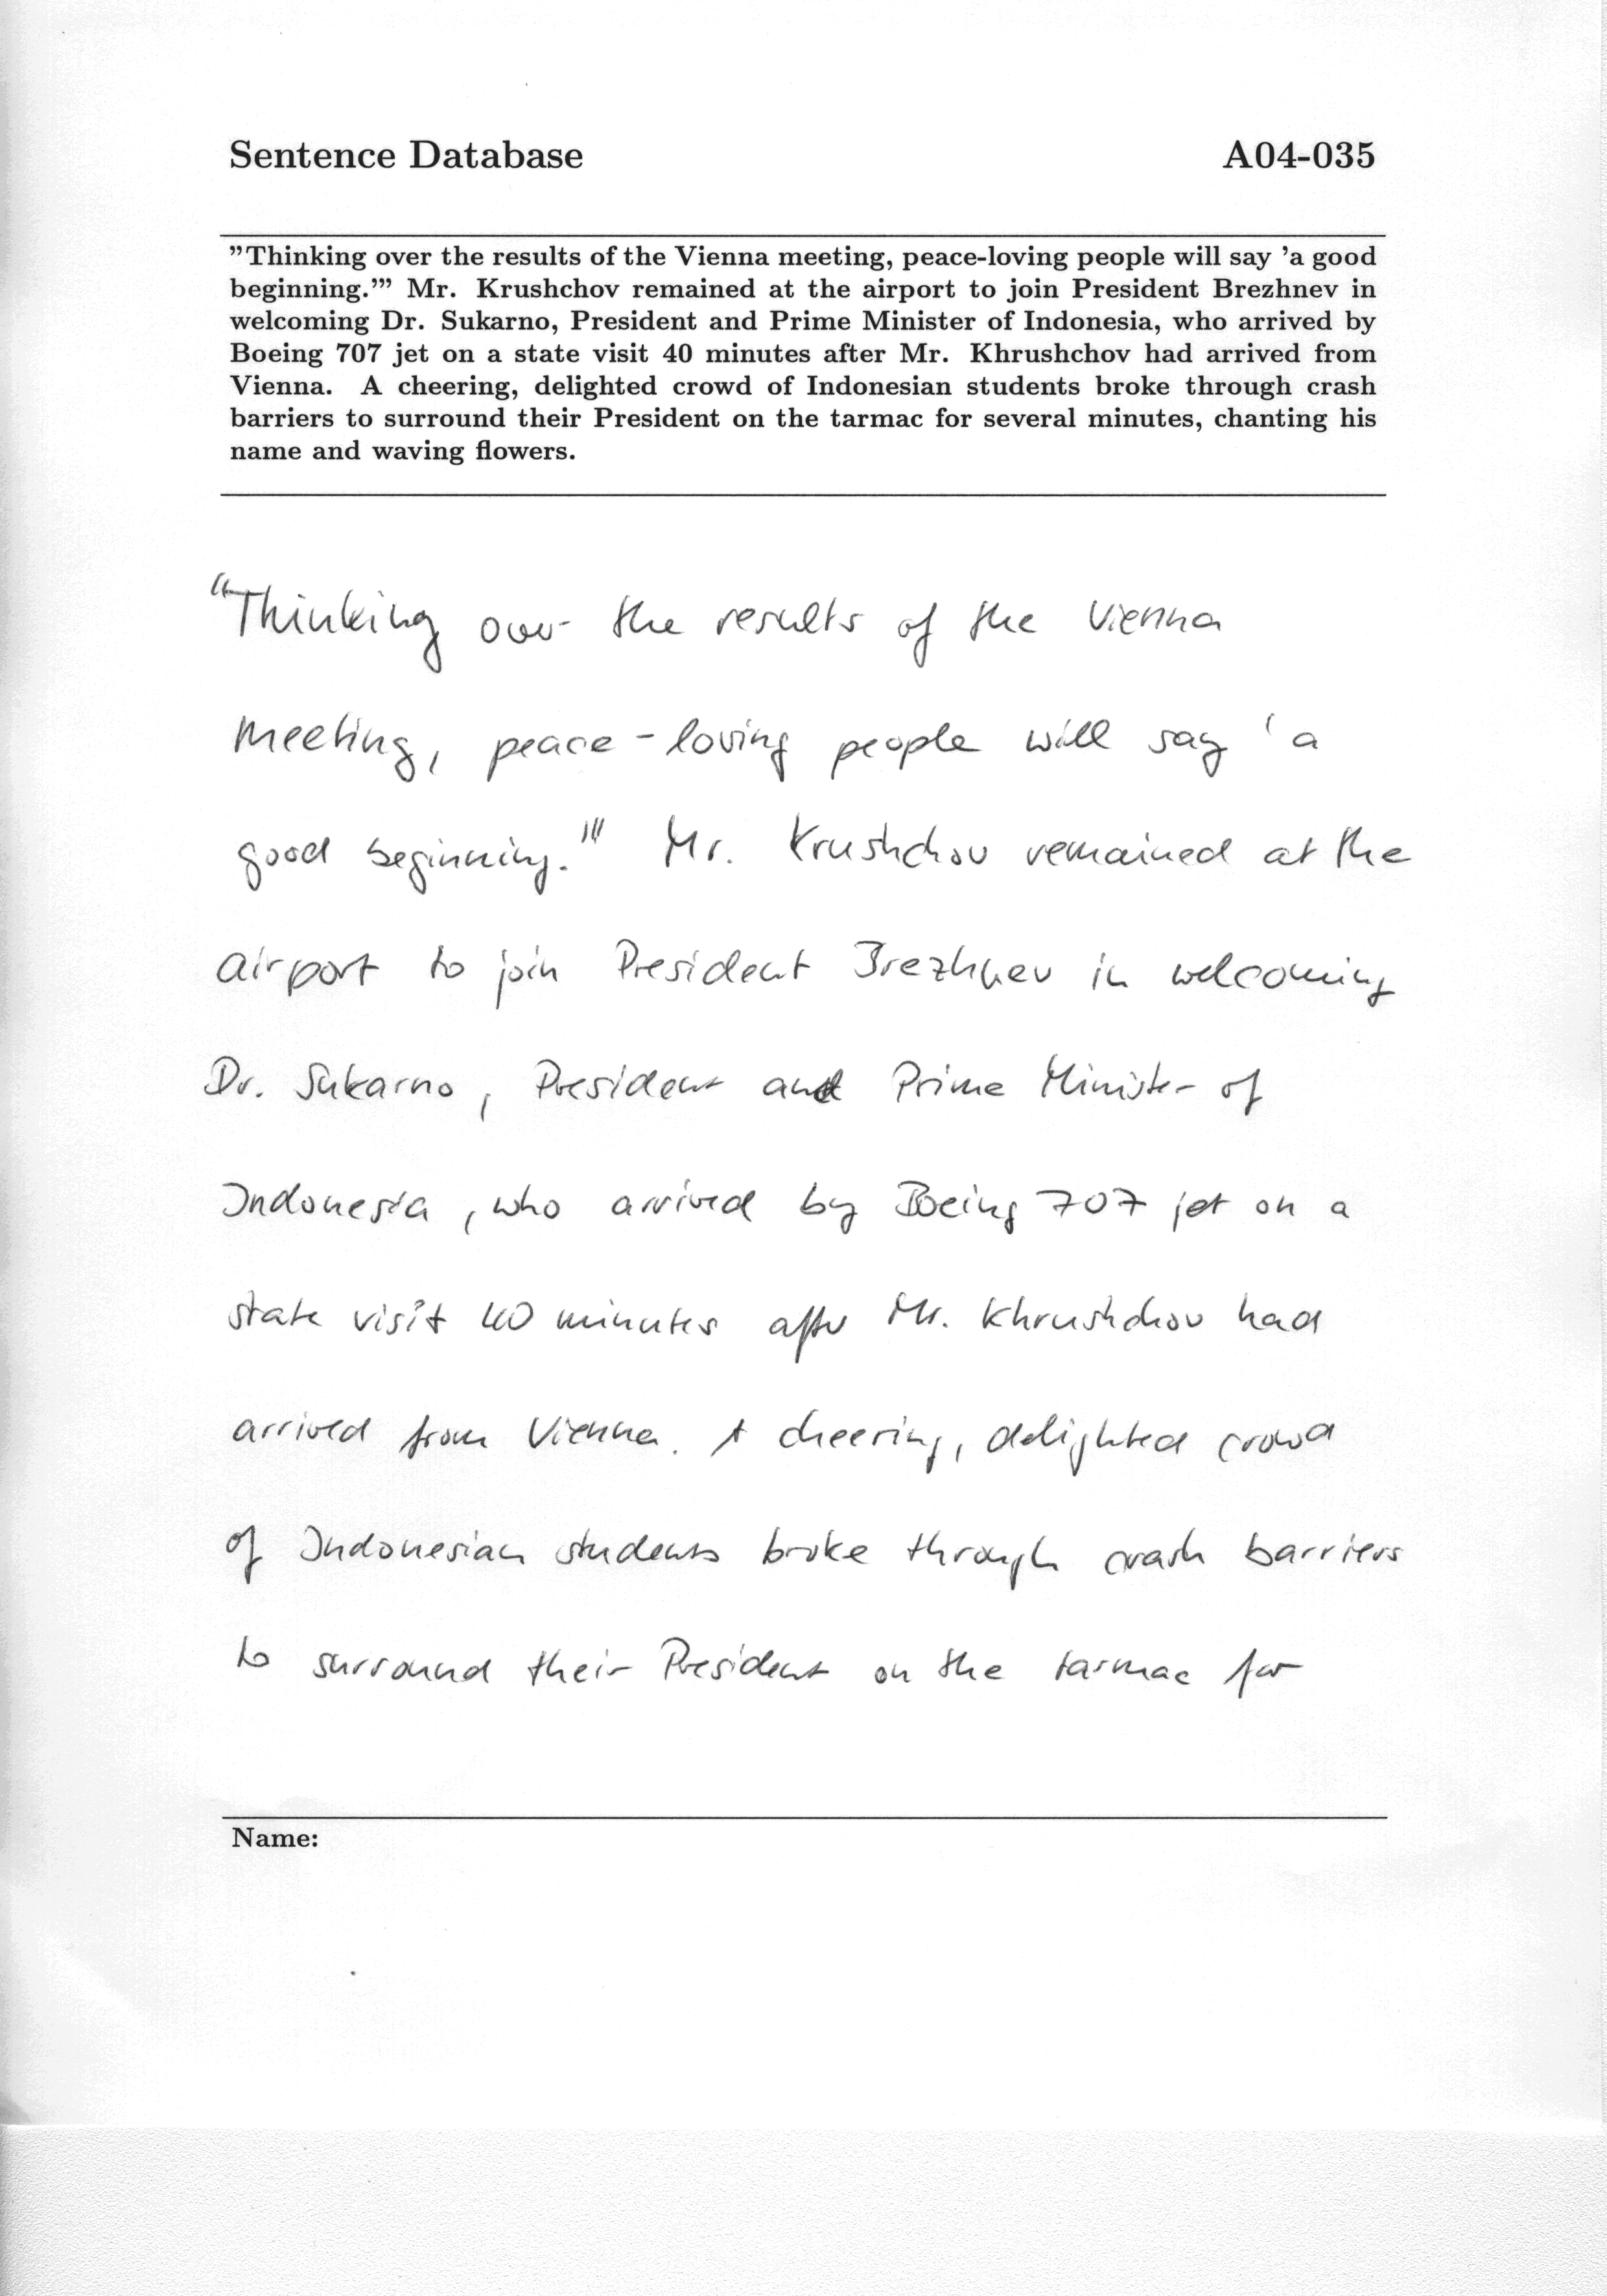 Sentence Database A04-035
”Thinking over the results of the Vienna meeting, peace-loving people will say ’a good
beginning.’” Mr. Krushchov remained at the airport to join President Brezhnev in
welcoming Dr. Sukarno, President and Prime Minister of Indonesia, who arrived by
Boeing 707 jet on a state visit 40 minutes after Mr. Khrushchov had arrived from
Vienna. A cheering, delighted crowd of Indonesian students broke through crash
barriers to surround their President on the tarmac for several minutes, chanting his
name and waving flowers.
"Thinking over the results of the Vienna
meeting, peace-loving people will say 'a
good beginning.'" Mr. Krushchov remained at the
airport to join President Brezhnev in welcoming
Dr. Sukarno, President and Prime Minister of
Indonesia, who arrived by Boeing 707 jet on a
state visit 40 minutes after Mr. Khrushchov had
arrived from Vienna. A cheering, delighted crowd
of Indonesian students broke through crash barriers
to surround their President on the tarmac for
Name: